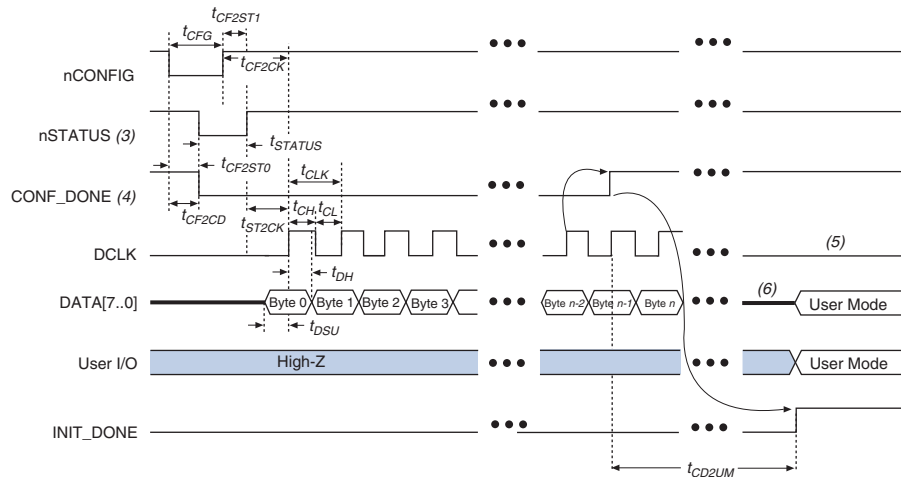 tCF2ST1
tCFG
tCF2CK
nCONFIG
nSTATUS (3)
tSTATUS
tCF2ST0
tCLK
CONF_DONE (4)
tCF2CD
tST2CK
tCH
tCL
DCLK
(5)
tDH
DATA[7..0]
Byte 0
Byte 1
Byte 2
Byte 3
Byte n-2
Byte n-1
Byte n
(6)
User Mode
tDSU
User I/O
High-Z
User Mode
INIT_DONE
tCD2UM